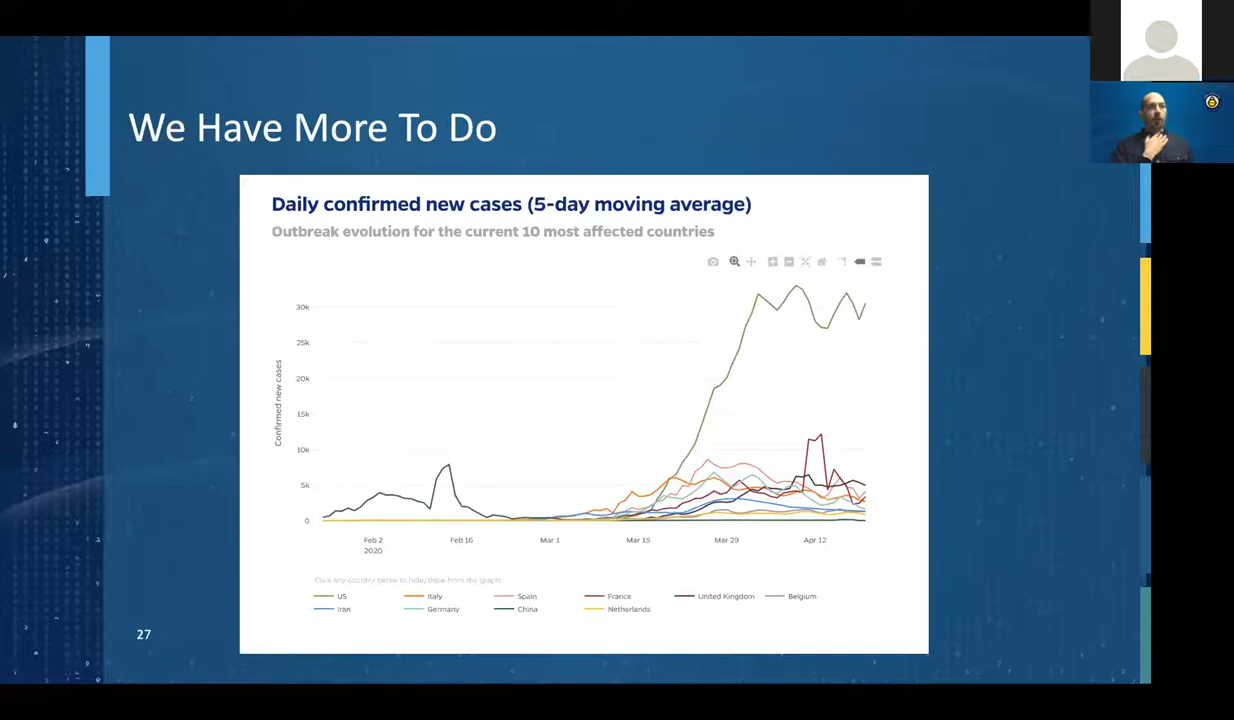 We Have More To Do
Daily confirmed new cases (5-day moving average)
Outbreak evolution for the current 10 most affected countries
Confirmed new cases
30k
25k
20k
15k
10k
5k
0
Feb 2
2020
Feb 16
Mar 1
Mar 15
Mar 29
Apr 12
Click any country below to hide/show from the graph
US
Italy
Spain
France
United Kingdom
Belgium
Iran
Germany
China
Netherlands
27